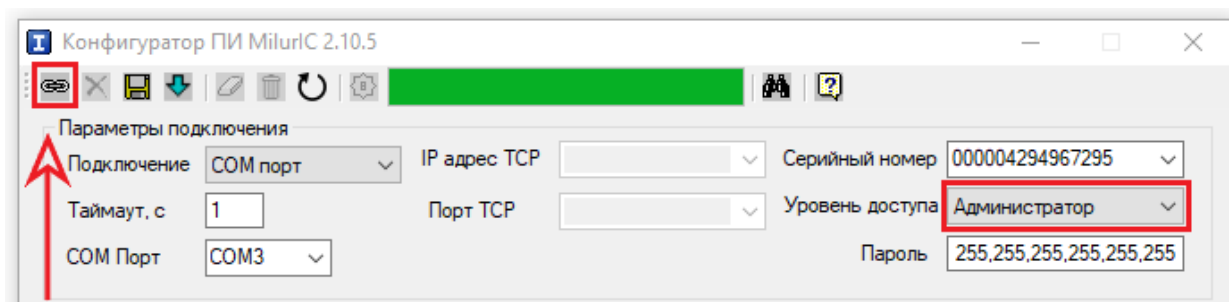 Конфигуратор ПИ MilurIC 2.10.5
Параметры подключения
Подключение COM порт IP адрес TCP Серийный номер 000004294967295
Таймаут, с 1 Порт TCP Уровень доступа Администратор
COM Порт COM3 Пароль 255,255,255,255,255,255